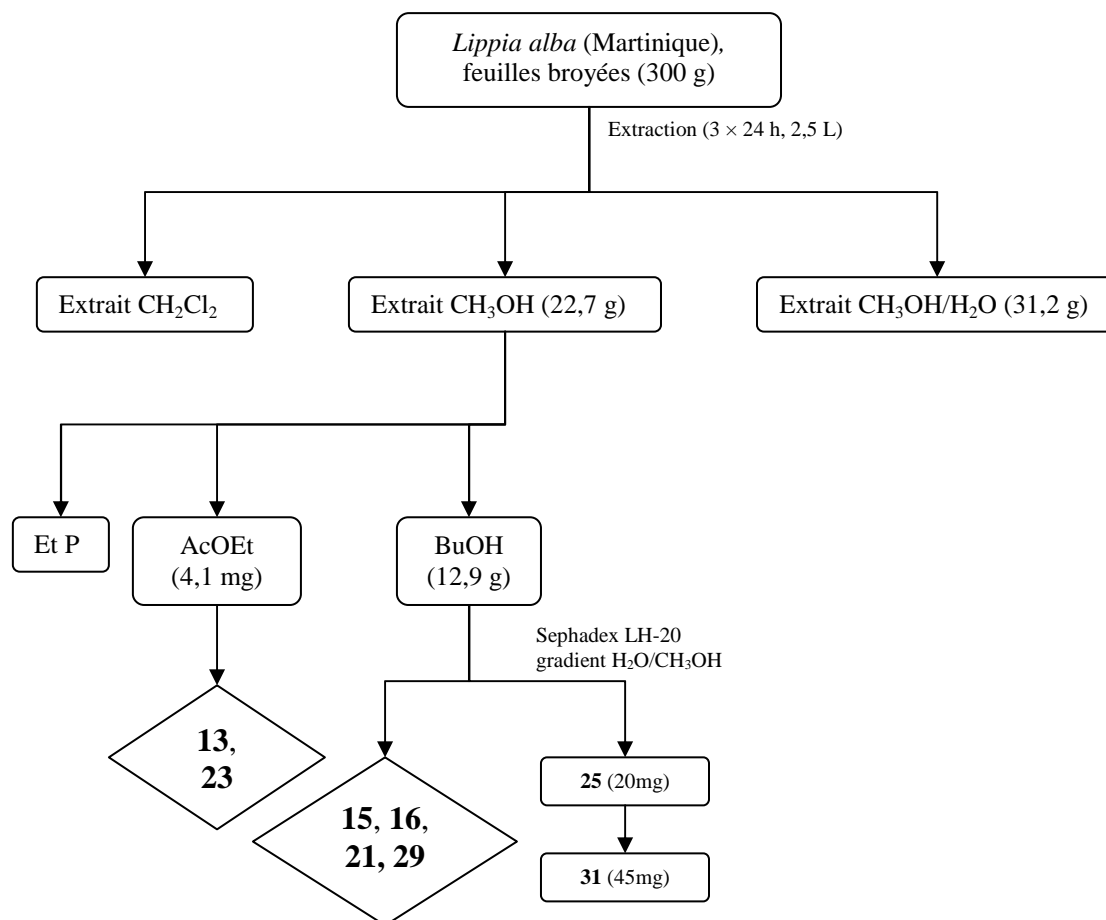 Lippia alba (Martinique),
feuilles broyées (300 g)
Extraction (3 × 24 h, 2,5 L)
Extrait CH₂Cl₂
Extrait CH₃OH (22,7 g)
Extrait CH₃OH/H₂O (31,2 g)
Et P
AcOEt
(4,1 mg)
BuOH
(12,9 g)
Sephadex LH-20
gradient H₂O/CH₃OH
13,
23
15, 16,
21, 29
25 (20mg)
31 (45mg)